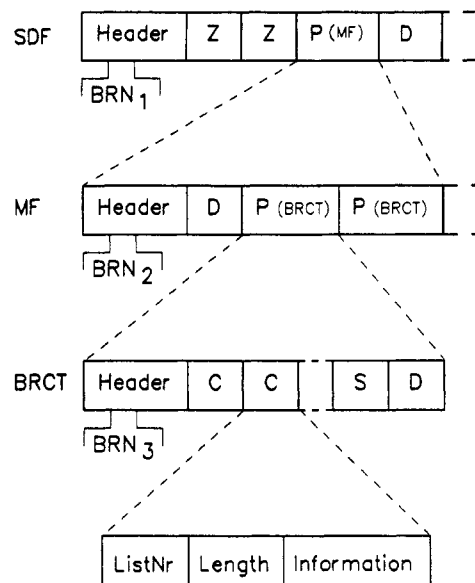 SDF Header Z Z P (MF) D
BRN1
MF Header D P (BRCT) P (BRCT)
BRN2
BRCT Header C C S D
BRN3
ListNr Length Information